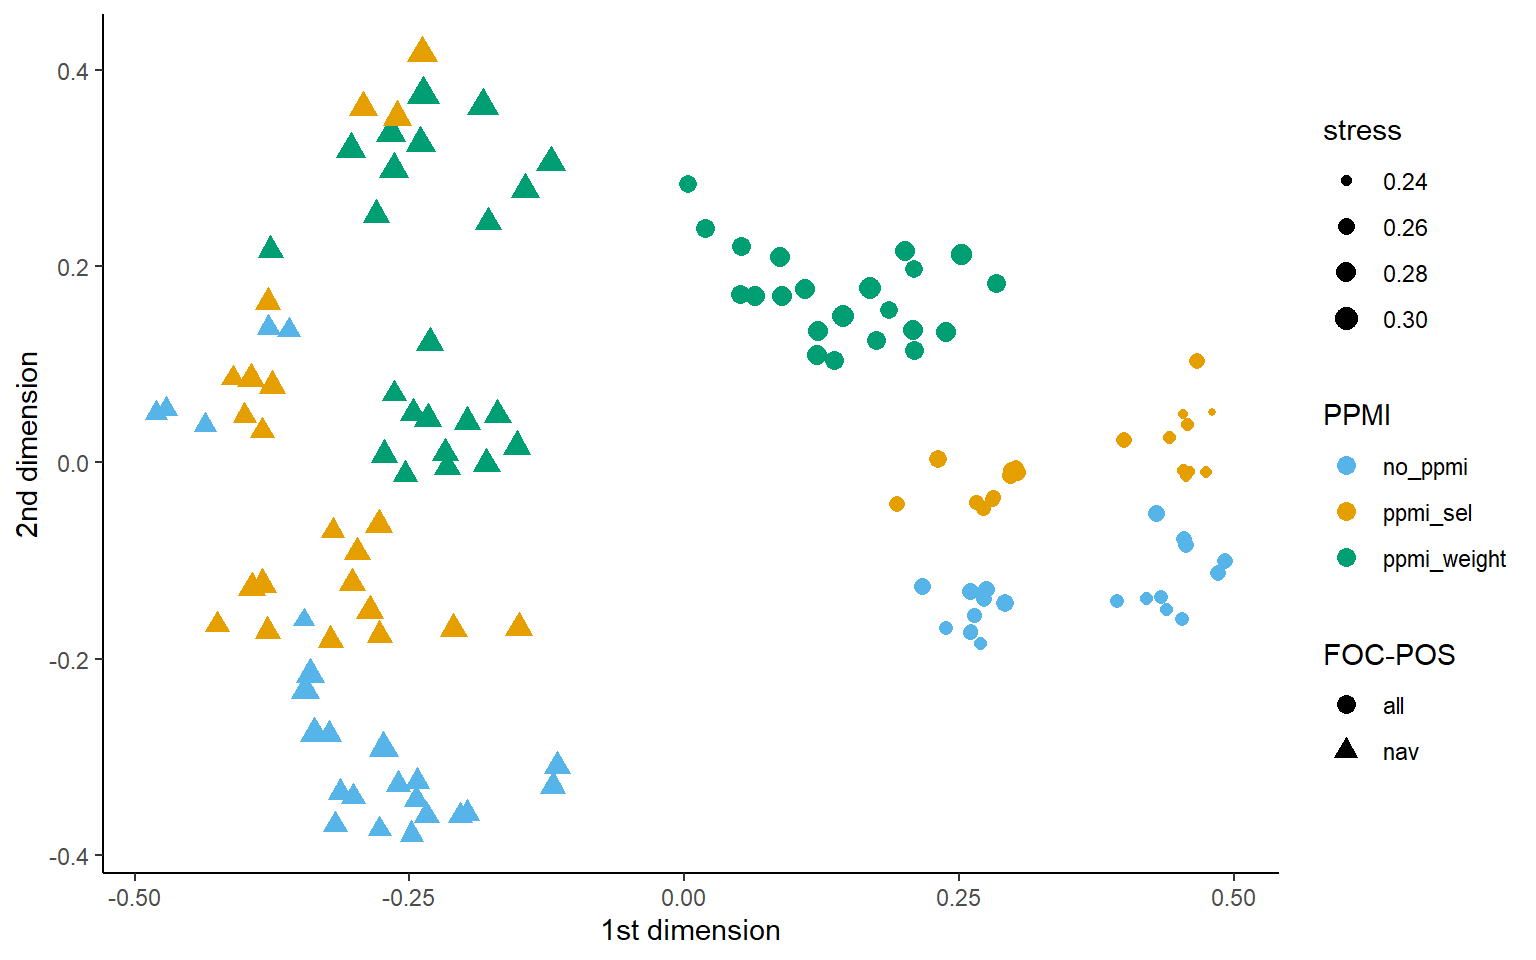 0.4
0.2
0.0
-0.2
-0.4
2nd dimension
-0.50
-0.25
0.00
0.25
0.50
1st dimension
stress
0.24
0.26
0.28
0.30
PPMI
no_ppmi
ppmi_sel
ppmi_weight
FOC-POS
all
nav